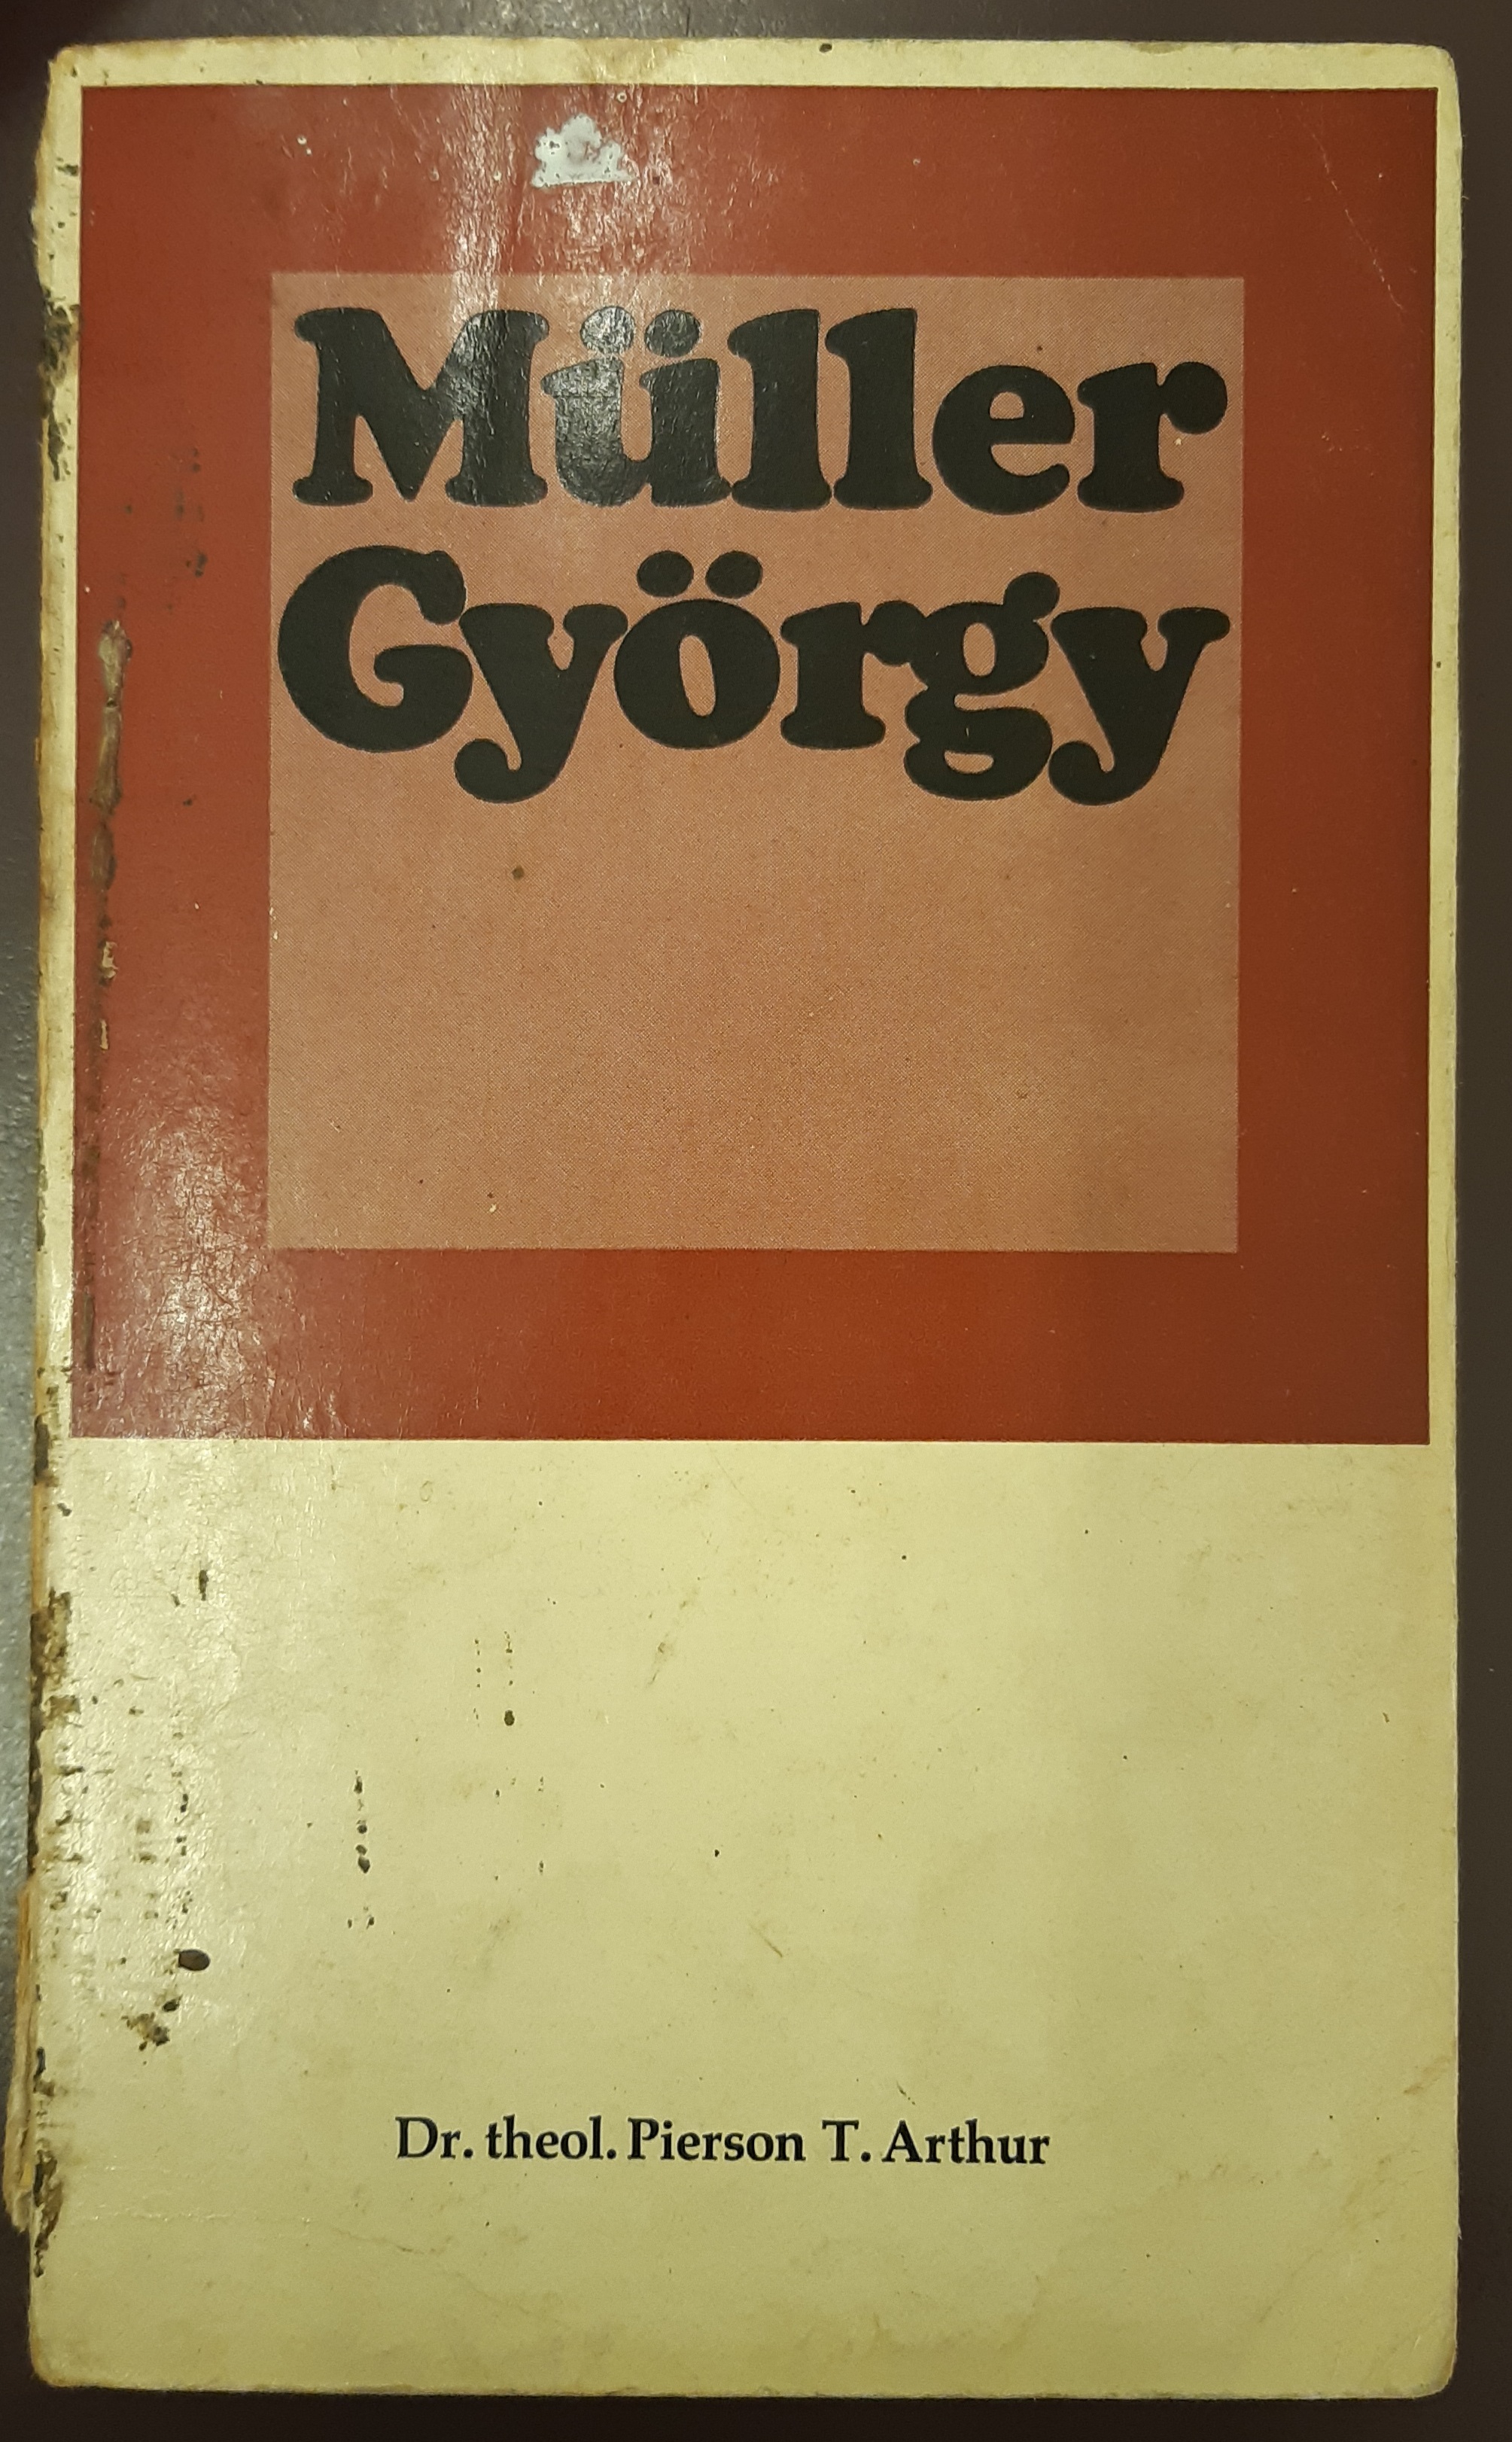 Müller
György
Dr. theol. Pierson T. Arthur